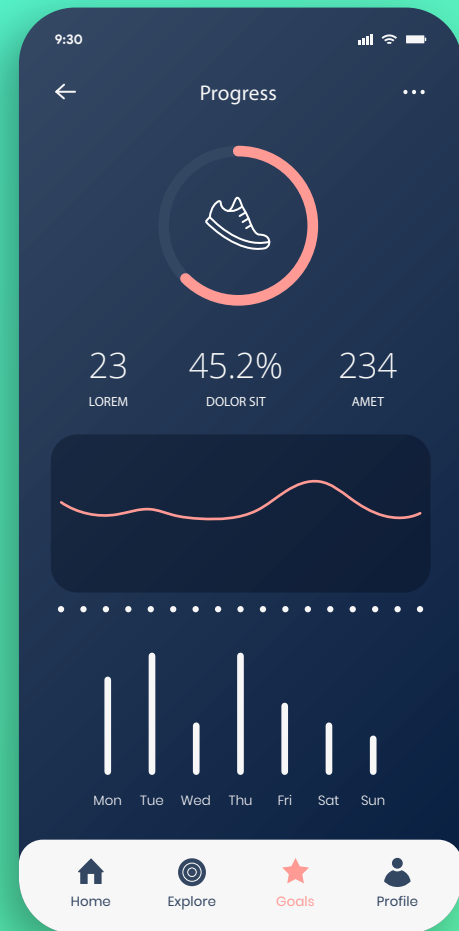 9:30
Progress
23 45.2% 234
LOREM DOLOR SIT AMET
Mon Tue Wed Thu Fri Sat Sun
Home Explore Goals Profile